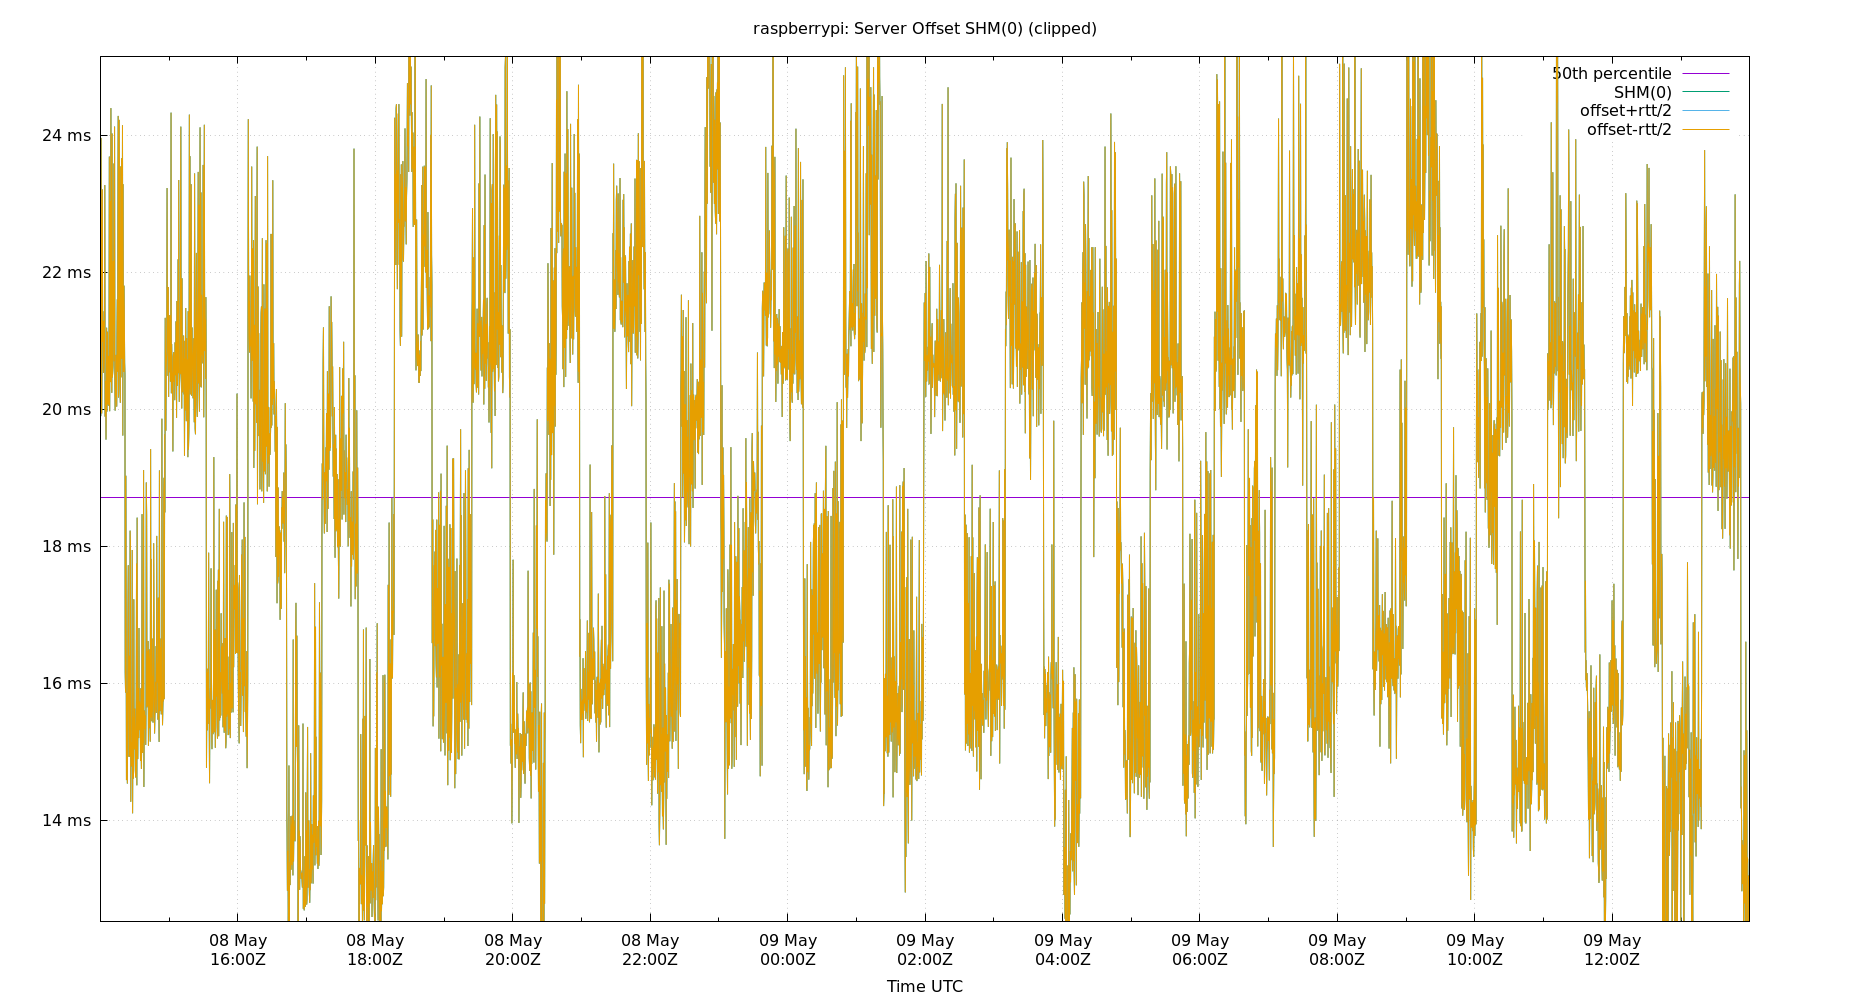 raspberrypi: Server Offset SHM(0) (clipped)
50th percentile
SHM(0)
offset+rtt/2
offset-rtt/2
24 ms
22 ms
20 ms
18 ms
16 ms
14 ms
08 May 08 May 08 May 08 May 09 May 09 May 09 May 09 May 09 May 09 May 09 May
16:00Z 18:00Z 20:00Z 22:00Z 00:00Z 02:00Z 04:00Z 06:00Z 08:00Z 10:00Z 12:00Z
Time UTC